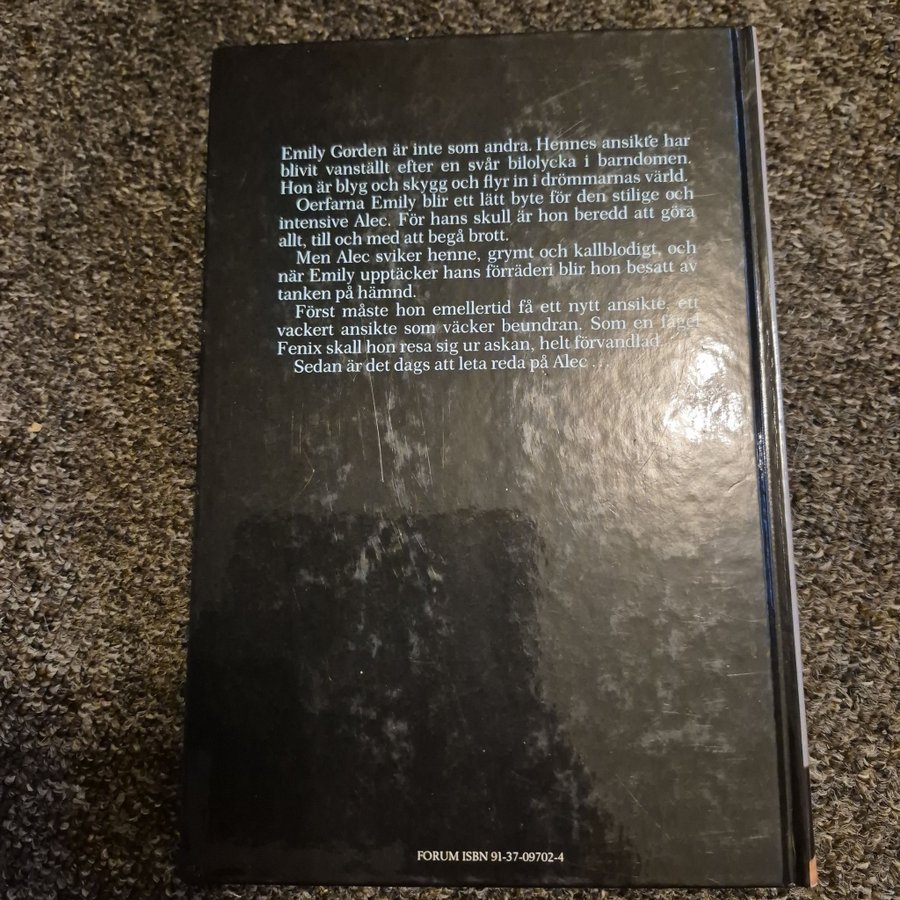 Emily Gorden är inte som andra. Hennes ansikte har
blivit vanställt efter en svår bilolycka i barndomen.
Hon är blyg och skygg och flyr in i drömmarnas värld.
Oerfarna Emily blir ett lätt byte för den stilige och
intensive Alec. För hans skull är hon beredd att göra
allt, till och med att begå brott.
Men Alec sviker henne, grymt och kallblodigt, och
när Emily upptäcker hans förräderi blir hon besatt av
tanken på hämnd.
Först måste hon emellertid få ett nytt ansikte, ett
vackert ansikte som väcker beundran. Som en fågel
Fenix skall hon resa sig ur askan, helt förvandlad...
Sedan är det dags att leta reda på Alec...
FORUM ISBN 91-37-09702-4